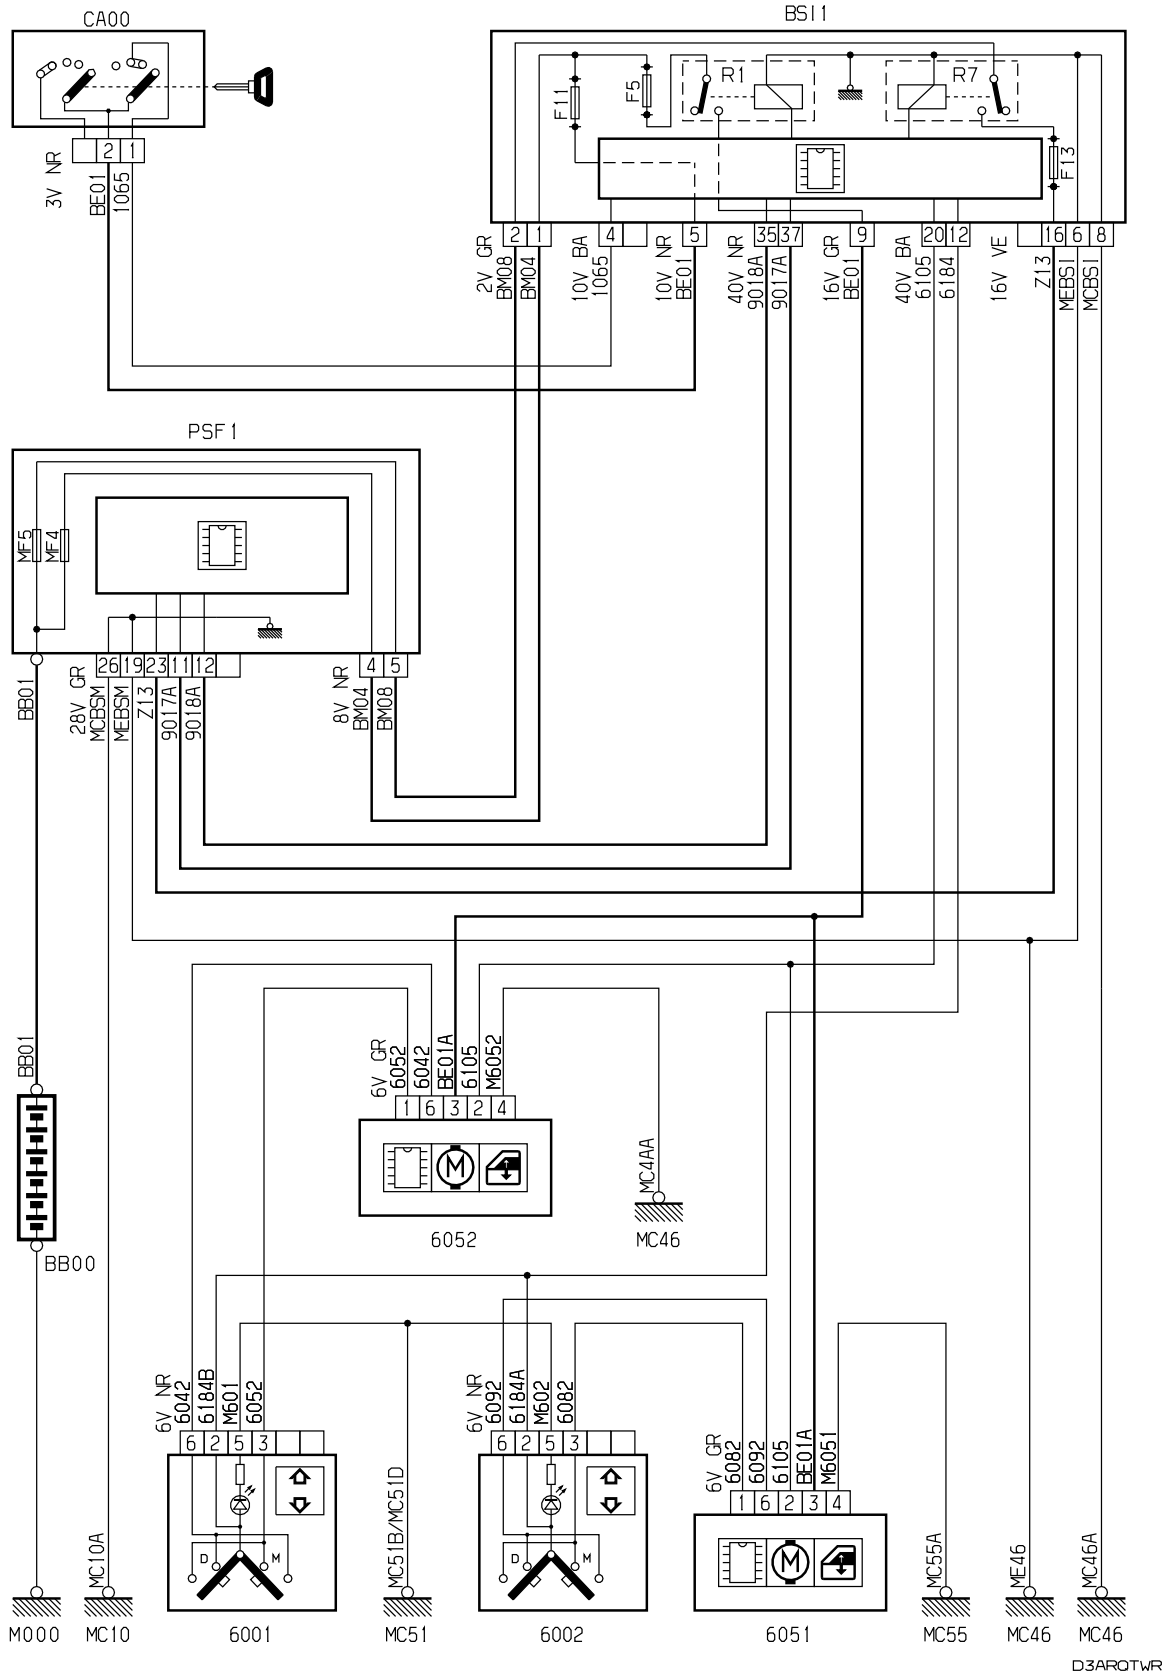 CA00
BSI1
R1
R7
F11
F5
F13
3V NR
2
1
BE01
1065
2V GR
2
1
BM08
BM04
10V BA
4
1065
10V NR
5
BE01
40V NR
35
37
9018A
9017A
16V GR
9
BE01
40V BA
20
12
6105
6184
16V VE
16
6
8
Z13
MEBSI
MCBSI
PSF1
MF5
MF4
BB01
28V GR
26
19
23
11
12
MCBSM
MEBSM
Z13
9017A
9018A
8V NR
4
5
BM04
BM08
BB01
BB00
6V GR
6052
6042
BE01A
6105
M6052
1
6
3
2
4
M
6052
MC4AA
MC46
6V NR
6042
6184B
M601
6052
6
2
5
3
D
M
6001
MC51B/MC51D
MC51
6V NR
6092
6184A
M602
6082
6
2
5
3
D
M
6002
6V GR
6082
6092
6105
BE01A
M6051
1
6
2
3
4
M
6051
M000
MC10A
MC10
MC55A
MC55
ME46
MC46
MC46A
MC46
D3ARQTWR